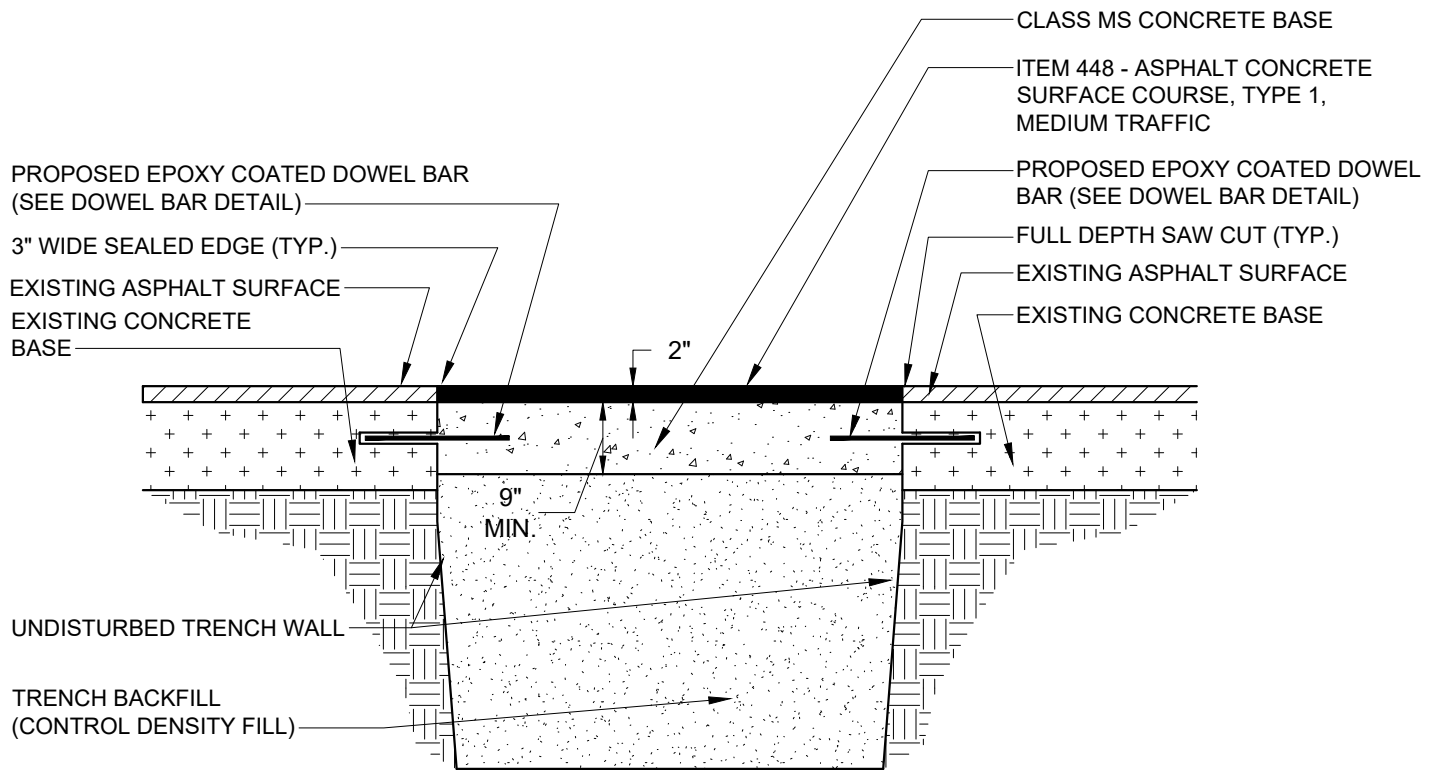 CLASS MS CONCRETE BASE
ITEM 448 - ASPHALT CONCRETE
SURFACE COURSE, TYPE 1,
MEDIUM TRAFFIC
PROPOSED EPOXY COATED DOWEL BAR
(SEE DOWEL BAR DETAIL)
3" WIDE SEALED EDGE (TYP.)
EXISTING ASPHALT SURFACE
EXISTING CONCRETE
BASE
PROPOSED EPOXY COATED DOWEL
BAR (SEE DOWEL BAR DETAIL)
FULL DEPTH SAW CUT (TYP.)
EXISTING ASPHALT SURFACE
EXISTING CONCRETE BASE
2"
9"
MIN.
UNDISTURBED TRENCH WALL
TRENCH BACKFILL
(CONTROL DENSITY FILL)